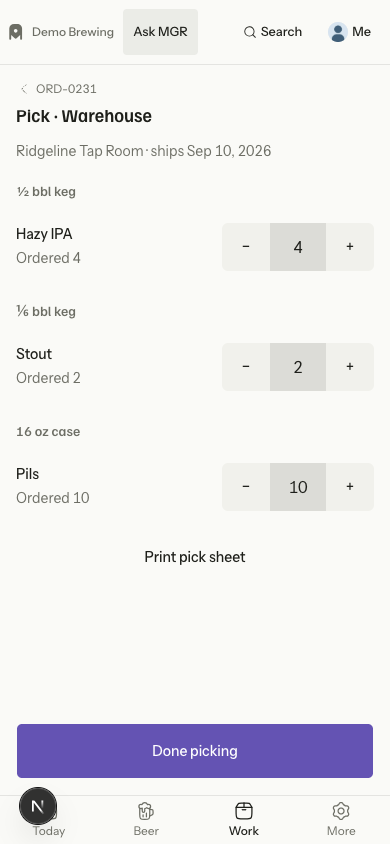 Demo Brewing
Ask MGR
Search
Me
ORD-0231
Pick · Warehouse
Ridgeline Tap Room · ships Sep 10, 2026
½ bbl keg
Hazy IPA
− 4 +
Ordered 4
⅙ bbl keg
Stout
− 2 +
Ordered 2
16 oz case
Pils
− 10 +
Ordered 10
Print pick sheet
Done picking
N
Today
Beer
Work
More